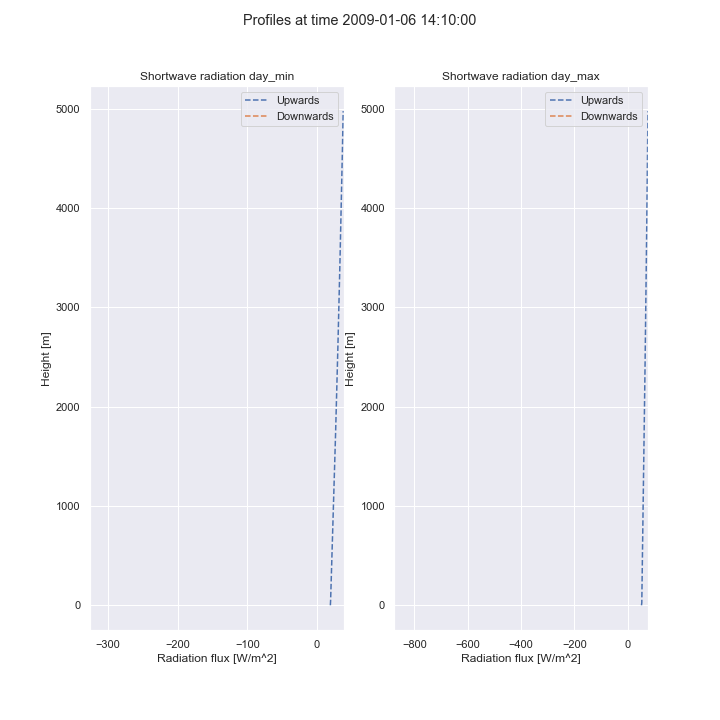 Profiles at time 2009-01-06 14:10:00
Shortwave radiation day_min
Upwards
Downwards
5000
4000
3000
2000
1000
0
Height [m]
−300
−200
−100
0
Radiation flux [W/m^2]
Shortwave radiation day_max
Upwards
Downwards
5000
4000
3000
2000
1000
0
Height [m]
−800
−600
−400
−200
0
Radiation flux [W/m^2]